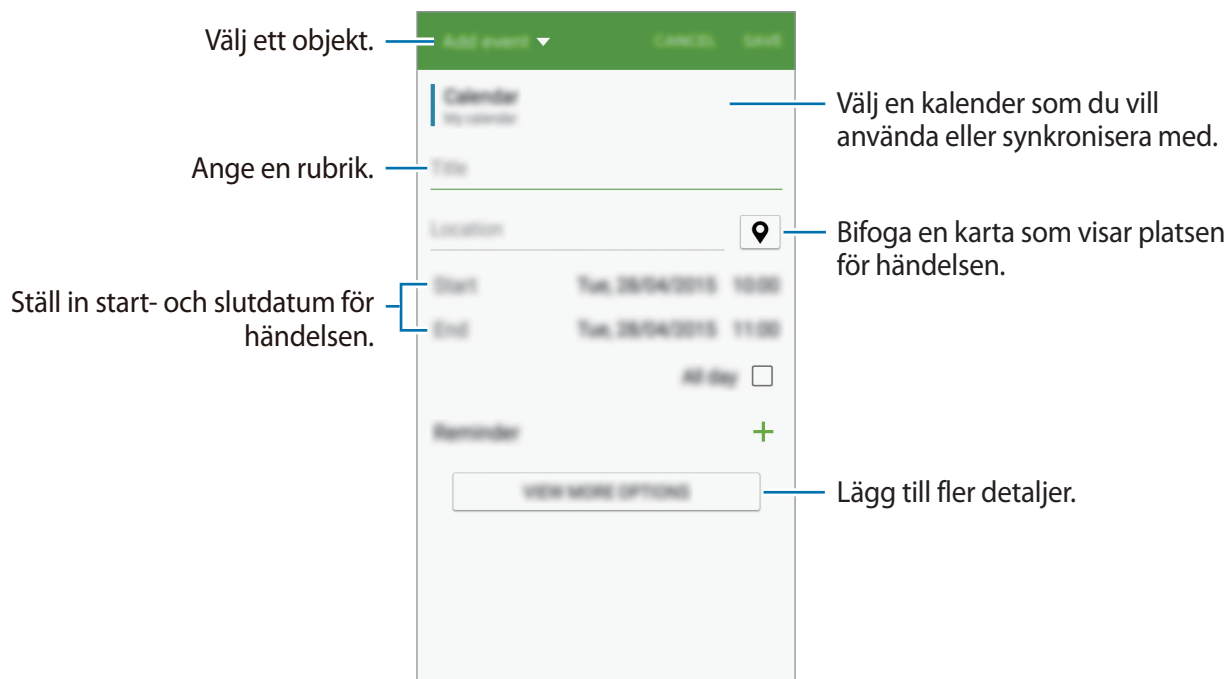 Välj ett objekt.
Add event
CANCEL SAVE
Calendar
My calendar
Välj en kalender som du vill
använda eller synkronisera med.
Ange en rubrik.
Title
Location
Bifoga en karta som visar platsen
för händelsen.
Ställ in start- och slutdatum för
händelsen.
Start Tue, 28/04/2015 10:00
End Tue, 28/04/2015 11:00
All day
Reminder
VIEW MORE OPTIONS
Lägg till fler detaljer.